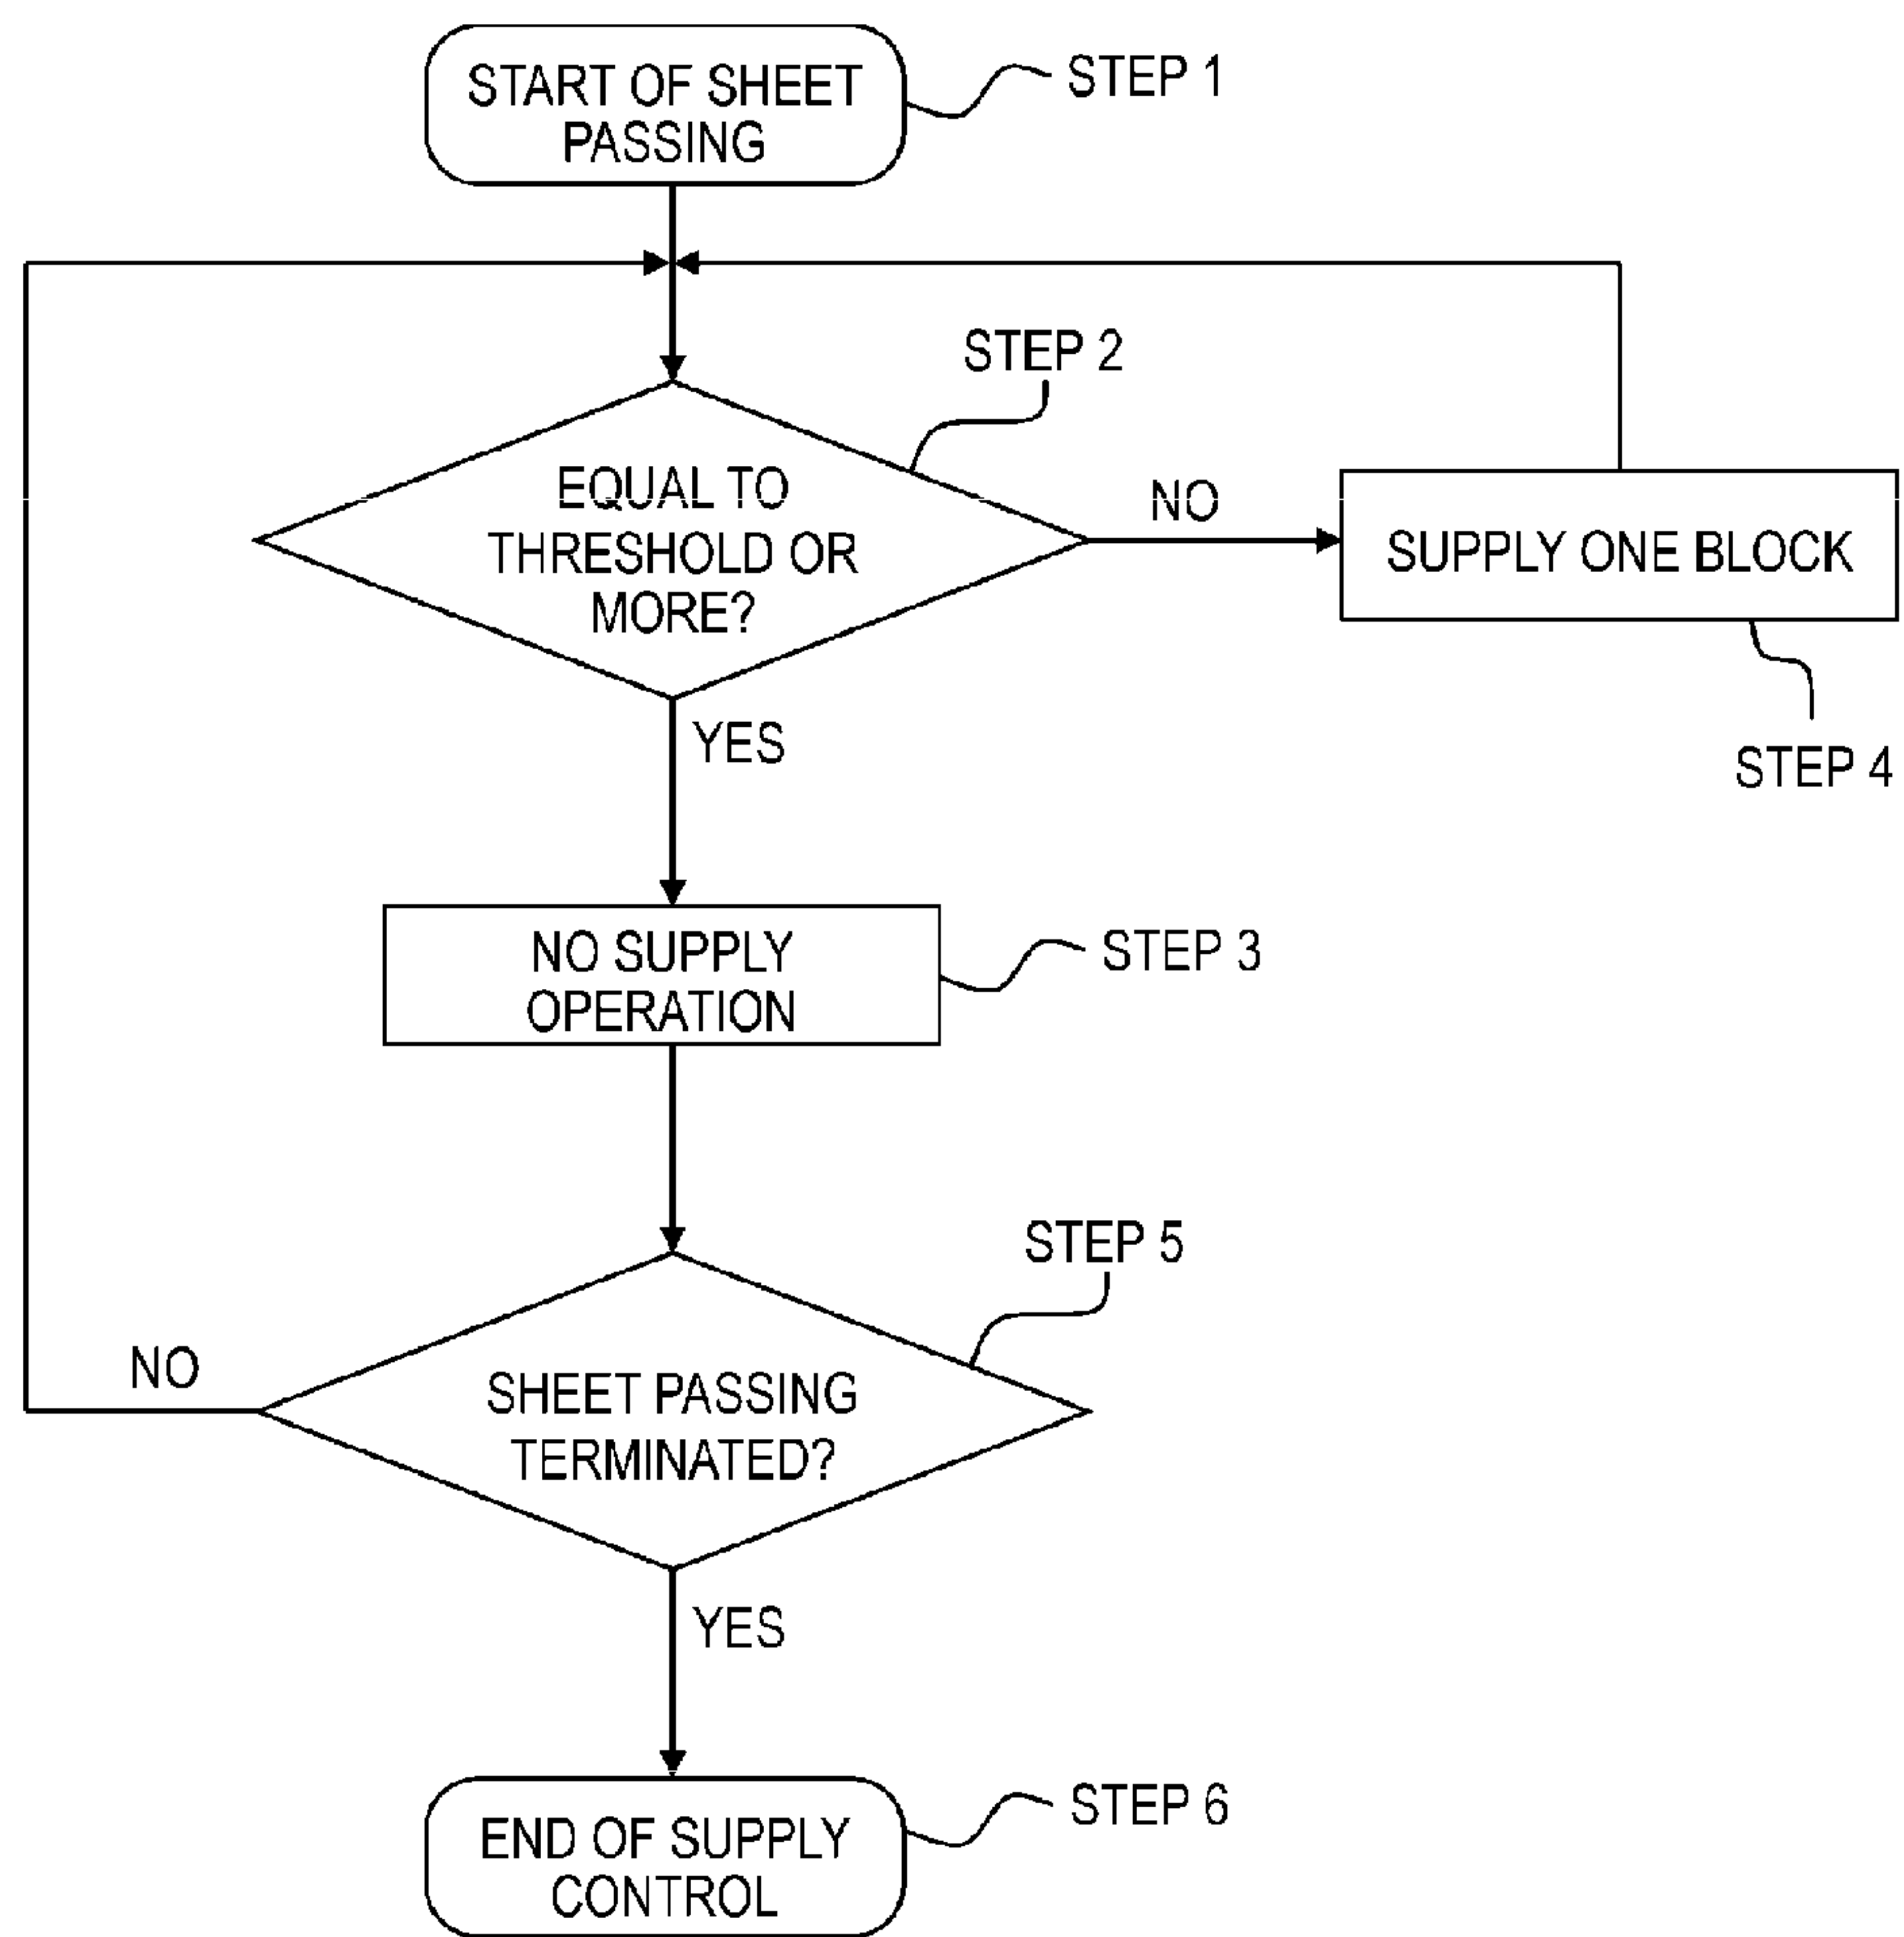 START OF SHEET
PASSING
STEP 1
STEP 2
EQUAL TO
THRESHOLD OR
MORE?
NO
SUPPLY ONE BLOCK
STEP 4
YES
NO SUPPLY
OPERATION
STEP 3
STEP 5
SHEET PASSING
TERMINATED?
NO
YES
END OF SUPPLY
CONTROL
STEP 6